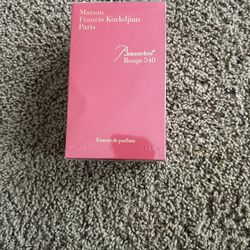 Maison
Francis Kurkdjian
Paris
Baccarat
Rouge 540
Extrait de parfum